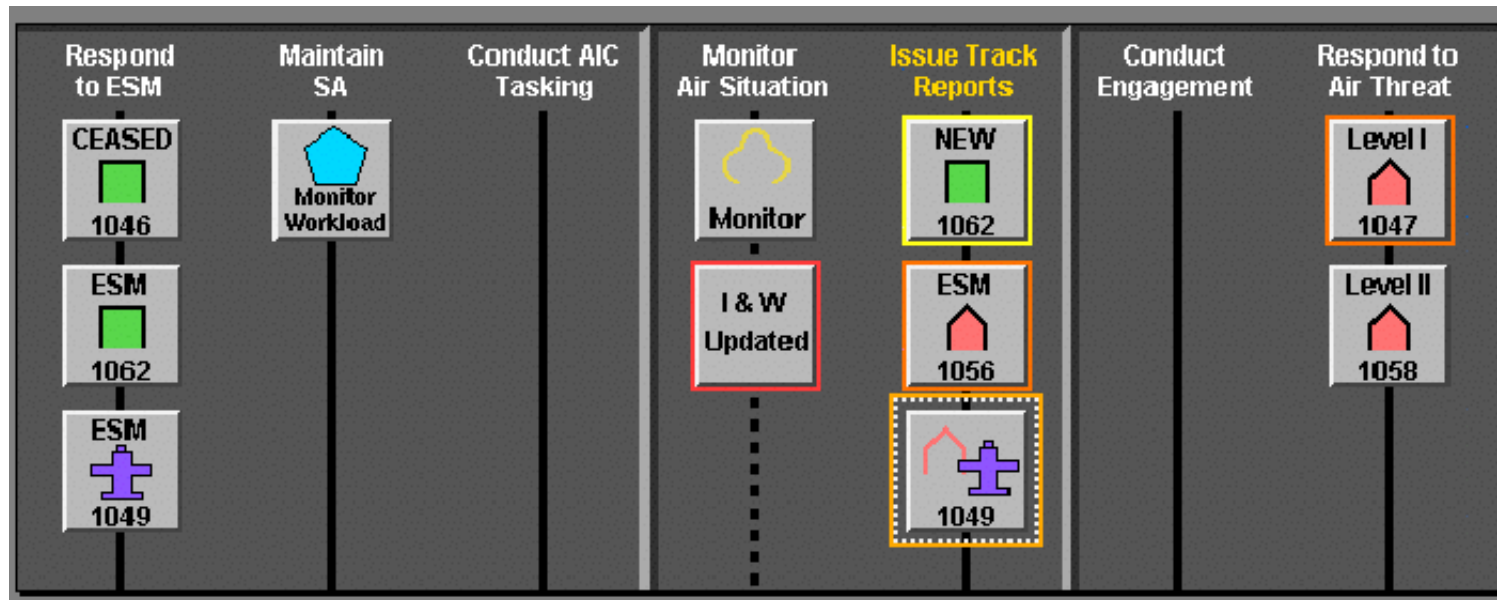 Respond
to ESM
Maintain
SA
Conduct AIC
Tasking
Monitor
Air Situation
Issue Track
Reports
Conduct
Engagement
Respond to
Air Threat
CEASED
1046
ESM
1062
ESM
1049
Monitor
Workload
Monitor
I & W
Updated
NEW
1062
ESM
1056
1049
Level I
1047
Level II
1058